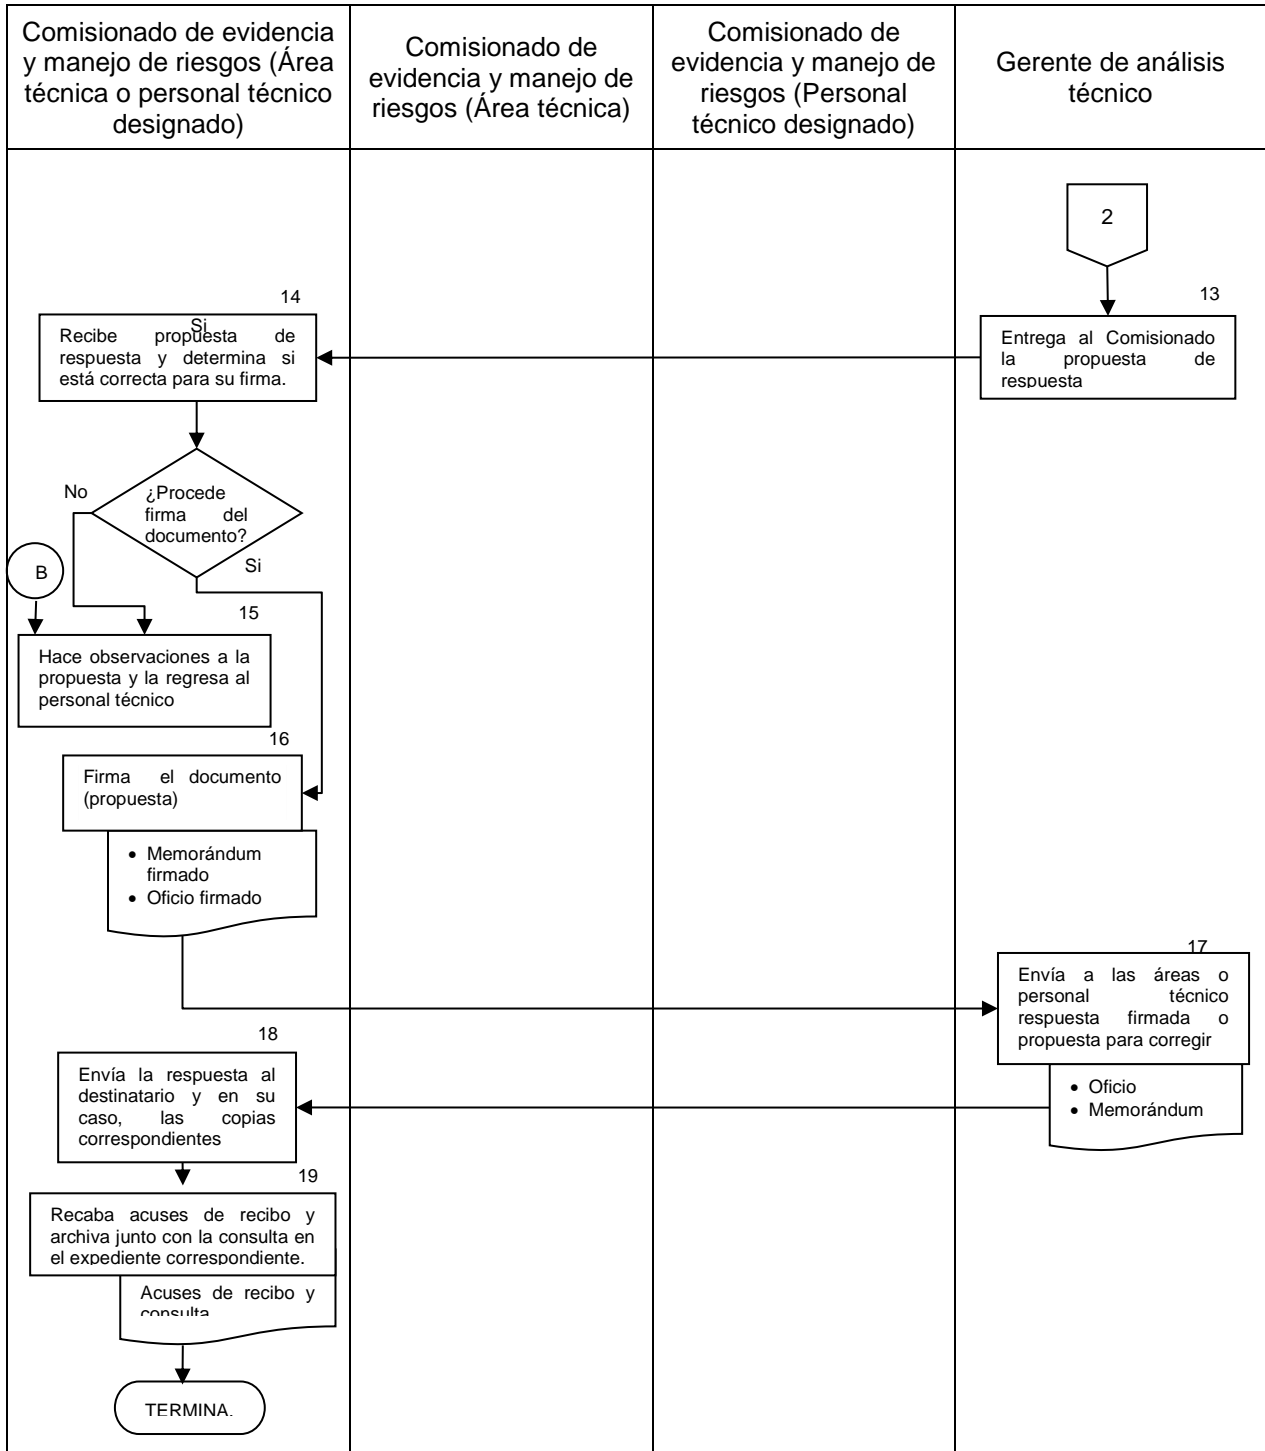 Comisionado de evidencia
y manejo de riesgos (Área
técnica o personal técnico
designado)
Comisionado de
evidencia y manejo de
riesgos (Área técnica)
Comisionado de
evidencia y manejo de
riesgos (Personal
técnico designado)
Gerente de análisis
técnico
2
13
Entrega al Comisionado
la propuesta de
respuesta
14
Si
Recibe propuesta de
respuesta y determina si
está correcta para su firma.
No
¿Procede
firma del
documento?
Si
B
15
Hace observaciones a la
propuesta y la regresa al
personal técnico
16
Firma el documento
(propuesta)
• Memorándum
firmado
• Oficio firmado
17
Envía a las áreas o
personal técnico
respuesta firmada o
propuesta para corregir
• Oficio
• Memorándum
18
Envía la respuesta al
destinatario y en su
caso, las copias
correspondientes
19
Recaba acuses de recibo y
archiva junto con la consulta en
el expediente correspondiente.
Acuses de recibo y
consulta
TERMINA.